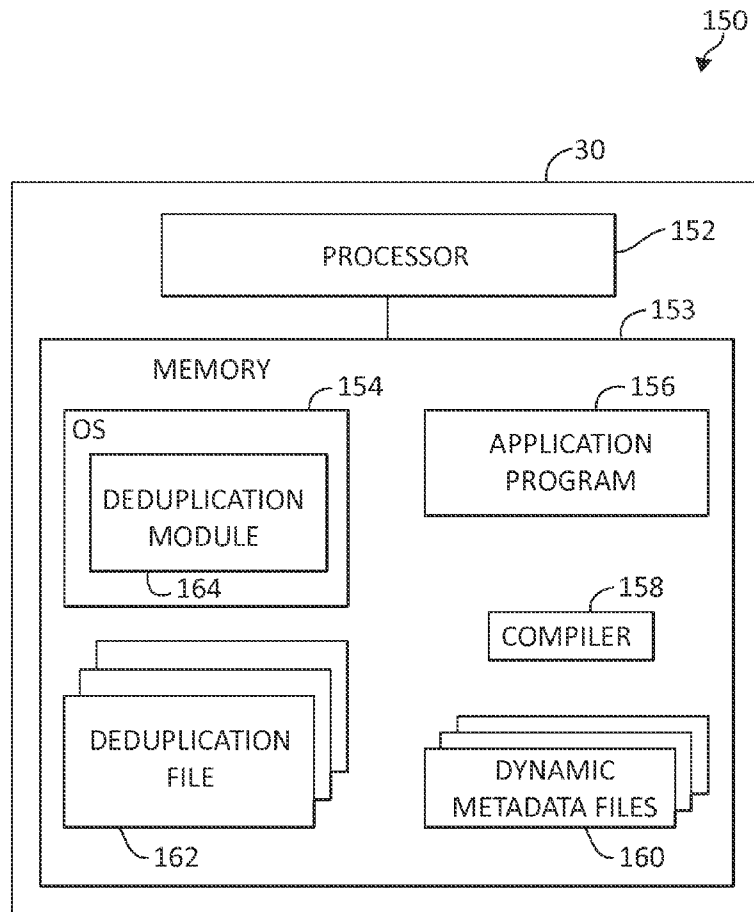 150
30
PROCESSOR
152
153
MEMORY
154
156
OS
APPLICATION
PROGRAM
DEDUPLICATION
MODULE
164
158
COMPILER
DEDUPLICATION
FILE
DYNAMIC
METADATA FILES
162
160